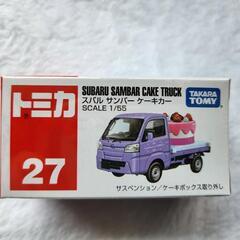 トミカ
27
SUBARU SAMBAR CAKE TRUCK
スバル サンバー ケーキカー
SCALE 1/55
TAKARA
TOMY
サスペンション/ケーキボックス取り外し